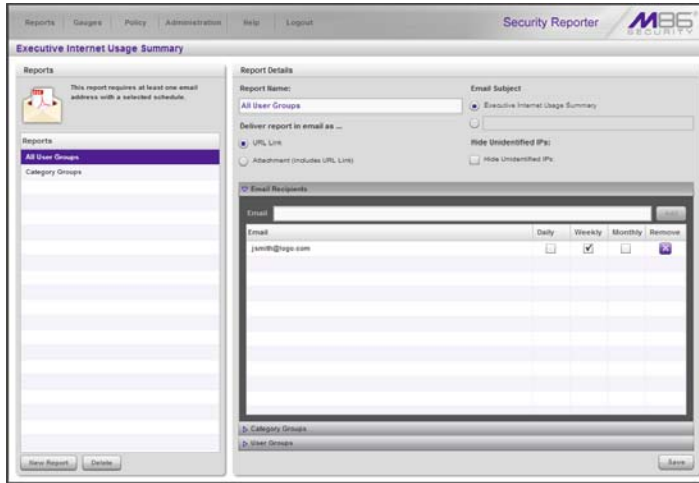 Reports Gauges Policy Administration Help Logout
Security Reporter
M86
SECURITY
Executive Internet Usage Summary
Reports
This report requires at least one email
address with a selected schedule.
Reports
All User Groups
Category Groups
New Report Delete
Report Details
Report Name:
All User Groups
Deliver report in email as ...
URL Link
Attachment (includes URL Link)
Email Subject
Executive Internet Usage Summary
Hide Unidentified IPs:
Hide Unidentified IPs
Email Recipients
Email Add
Email Daily Weekly Monthly Remove
jsmith@logo.com
Category Groups
User Groups
Save